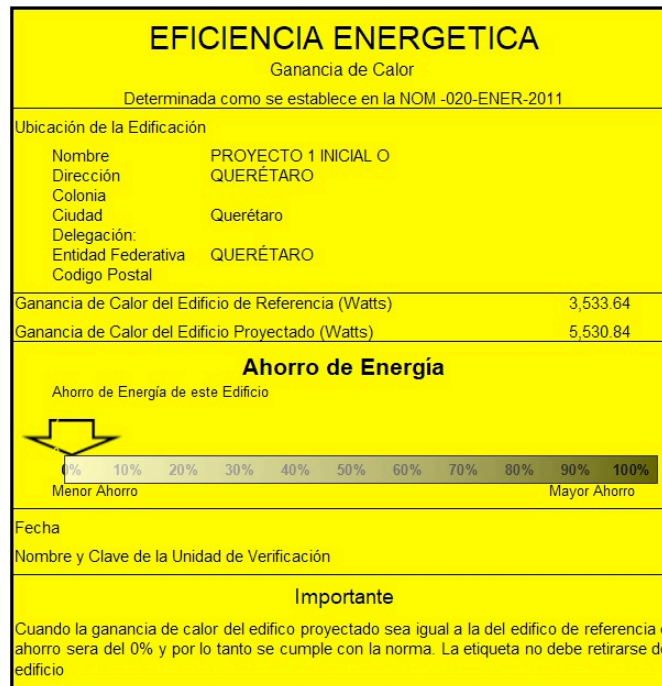 EFICIENCIA ENERGETICA
Ganancia de Calor
Determinada como se establece en la NOM -020-ENER-2011
Ubicación de la Edificación
Nombre PROYECTO 1 INICIAL O
Dirección QUERÉTARO
Colonia
Ciudad Querétaro
Delegación:
Entidad Federativa QUERÉTARO
Codigo Postal
Ganancia de Calor del Edificio de Referencia (Watts) 3,533.64
Ganancia de Calor del Edificio Proyectado (Watts) 5,530.84
Ahorro de Energía
Ahorro de Energía de este Edificio
0% 10% 20% 30% 40% 50% 60% 70% 80% 90% 100%
Menor Ahorro Mayor Ahorro
Fecha
Nombre y Clave de la Unidad de Verificación
Importante
Cuando la ganancia de calor del edifico proyectado sea igual a la del edifico de referencia
ahorro sera del 0% y por lo tanto se cumple con la norma. La etiqueta no debe retirarse
edificio